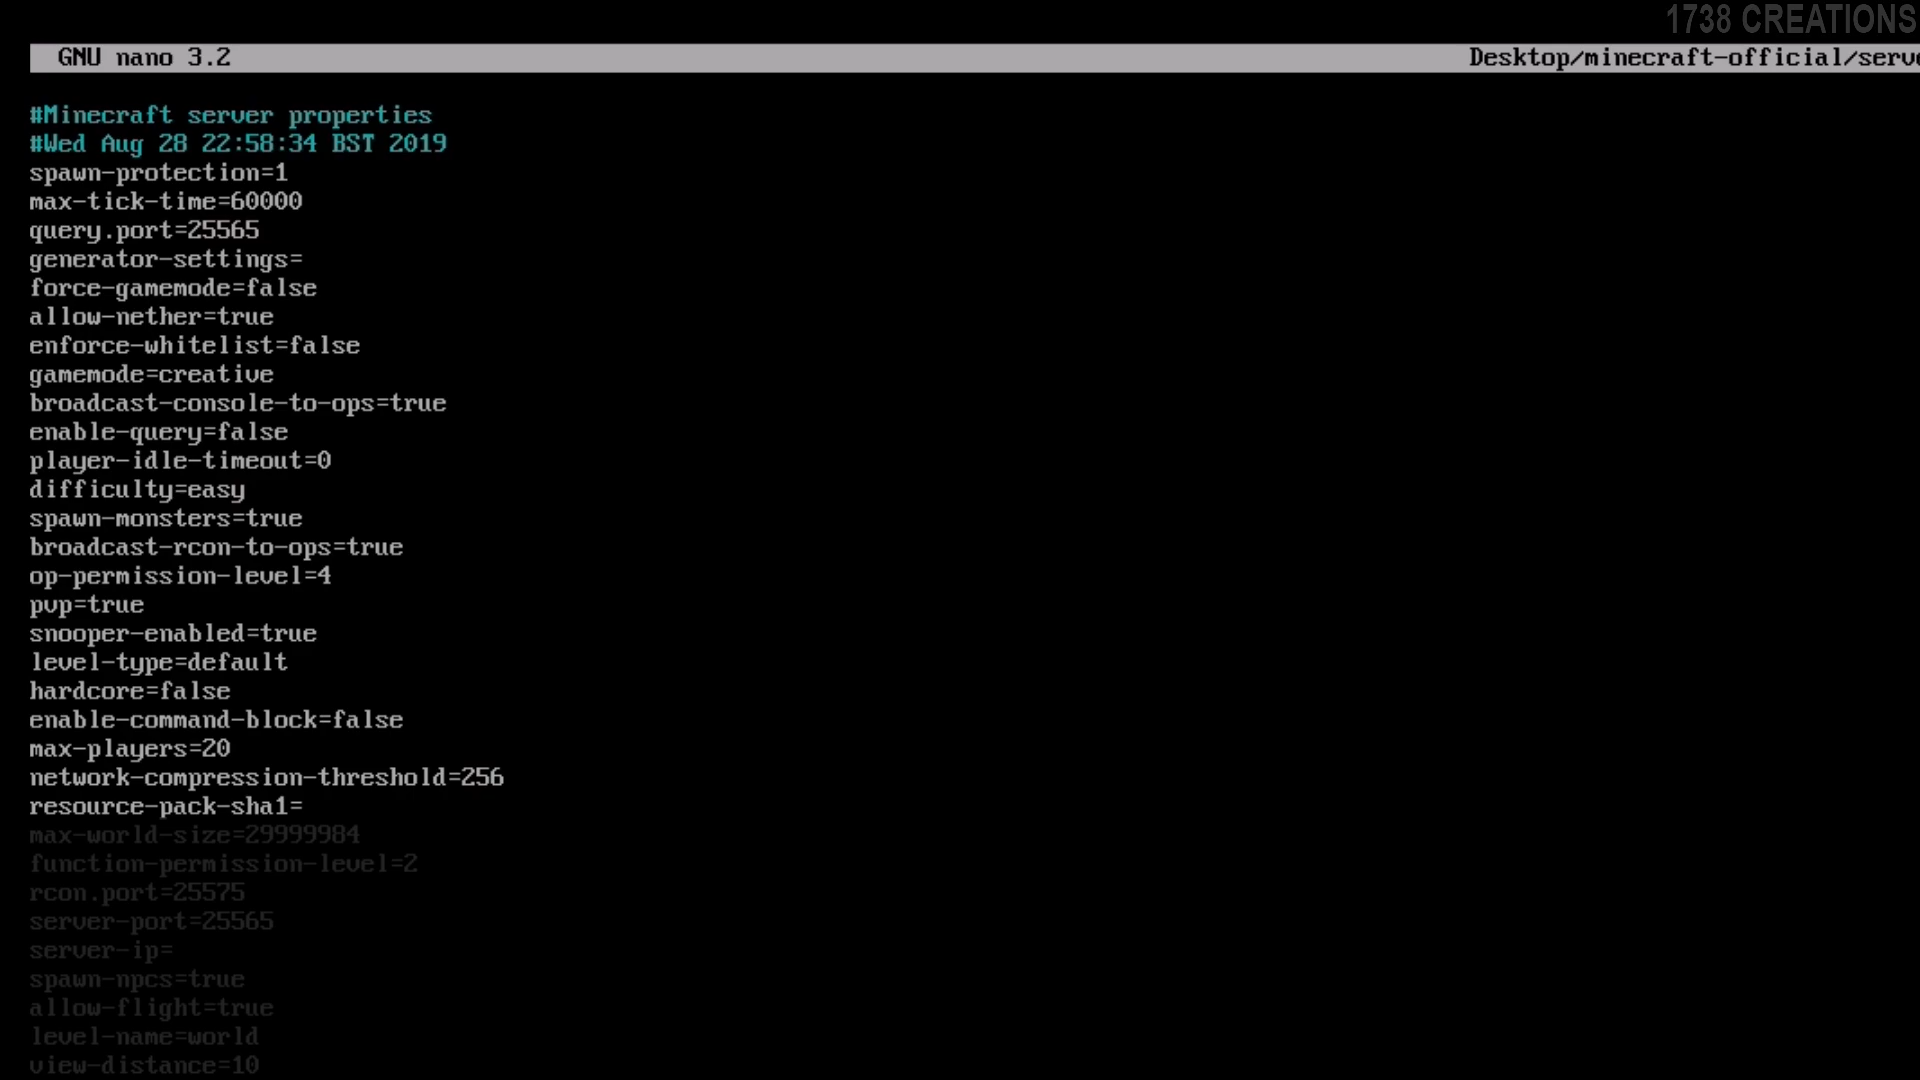 1738 CREATIONS
GNU nano 3.2 Desktop/minecraft-official/serve
#Minecraft server properties
#Wed Aug 28 22:58:34 BST 2019
spawn-protection=1
max-tick-time=60000
query.port=25565
generator-settings=
force-gamemode=false
allow-nether=true
enforce-whitelist=false
gamemode=creative
broadcast-console-to-ops=true
enable-query=false
player-idle-timeout=0
difficulty=easy
spawn-monsters=true
broadcast-rcon-to-ops=true
op-permission-level=4
pvp=true
snooper-enabled=true
level-type=default
hardcore=false
enable-command-block=false
max-players=20
network-compression-threshold=256
resource-pack-sha1=
max-world-size=29999984
function-permission-level=2
rcon.port=25575
server-port=25565
server-ip=
spawn-npcs=true
allow-flight=true
level-name=world
view-distance=10